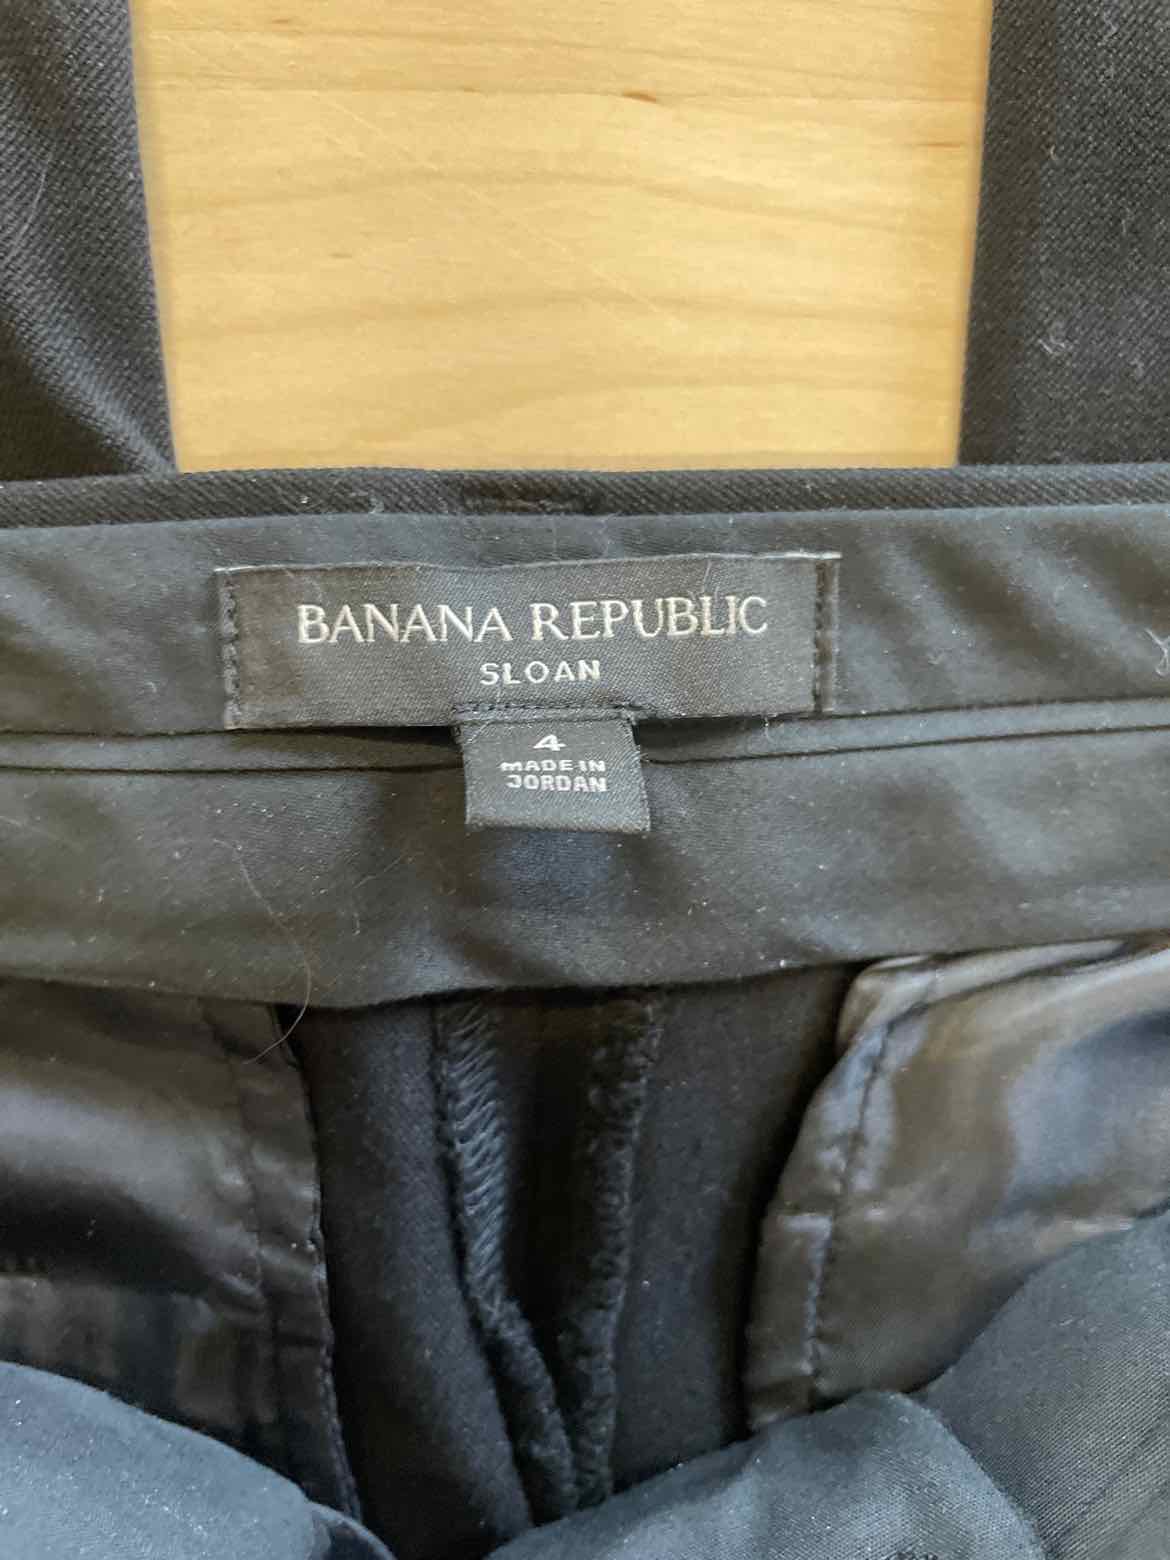 BANANA REPUBLIC
SLOAN
4
MADE IN
JORDAN